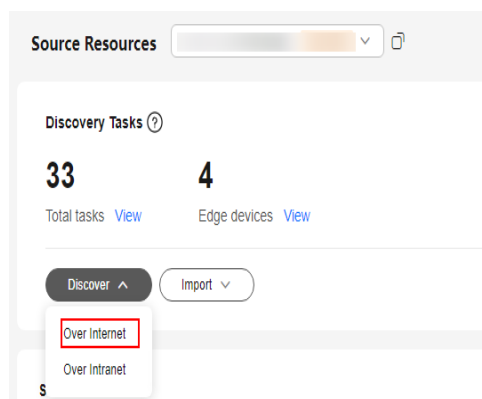 Source Resources
Discovery Tasks ?
33 4
Total tasks View Edge devices View
Discover Import
Over Internet
Over Intranet